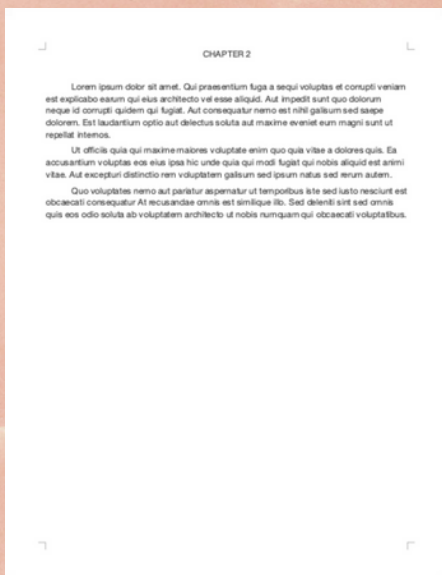 CHAPTER 2
Lorem ipsum dolor sit amet. Qui praesentium fuga a sequi voluptas et corrupti veniam
est explicabo earum qui eius architecto vel esse aliquid. Aut impedit sunt quo dolorum
neque id corrupti quidem qui fugiat. Aut consequatur nemo est nihil galisum sed saepe
dolorem. Est laudantium optio aut delectus soluta aut maxime eveniet eum magni sunt ut
repellat internos.
Ut officiis quia qui maxime maiores voluptate enim quo quia vitae a dolores quis. Ea
accusantium voluptas eos eius ipsa hic unde quia qui modi fugiat qui nobis aliquid est animi
vitae. Aut excepturi distinctio rem voluptatem galisum sed ipsum natus sed rerum autem.
Quo voluptates nemo aut pariatur aspernatur ut temporibus iste sed iusto nesciunt est
obcaecati consequatur At recusandae omnis est similique illo. Sed deleniti sint sed omnis
quis eos odio soluta ab voluptatem architecto ut nobis numquam qui obcaecati voluptatibus.